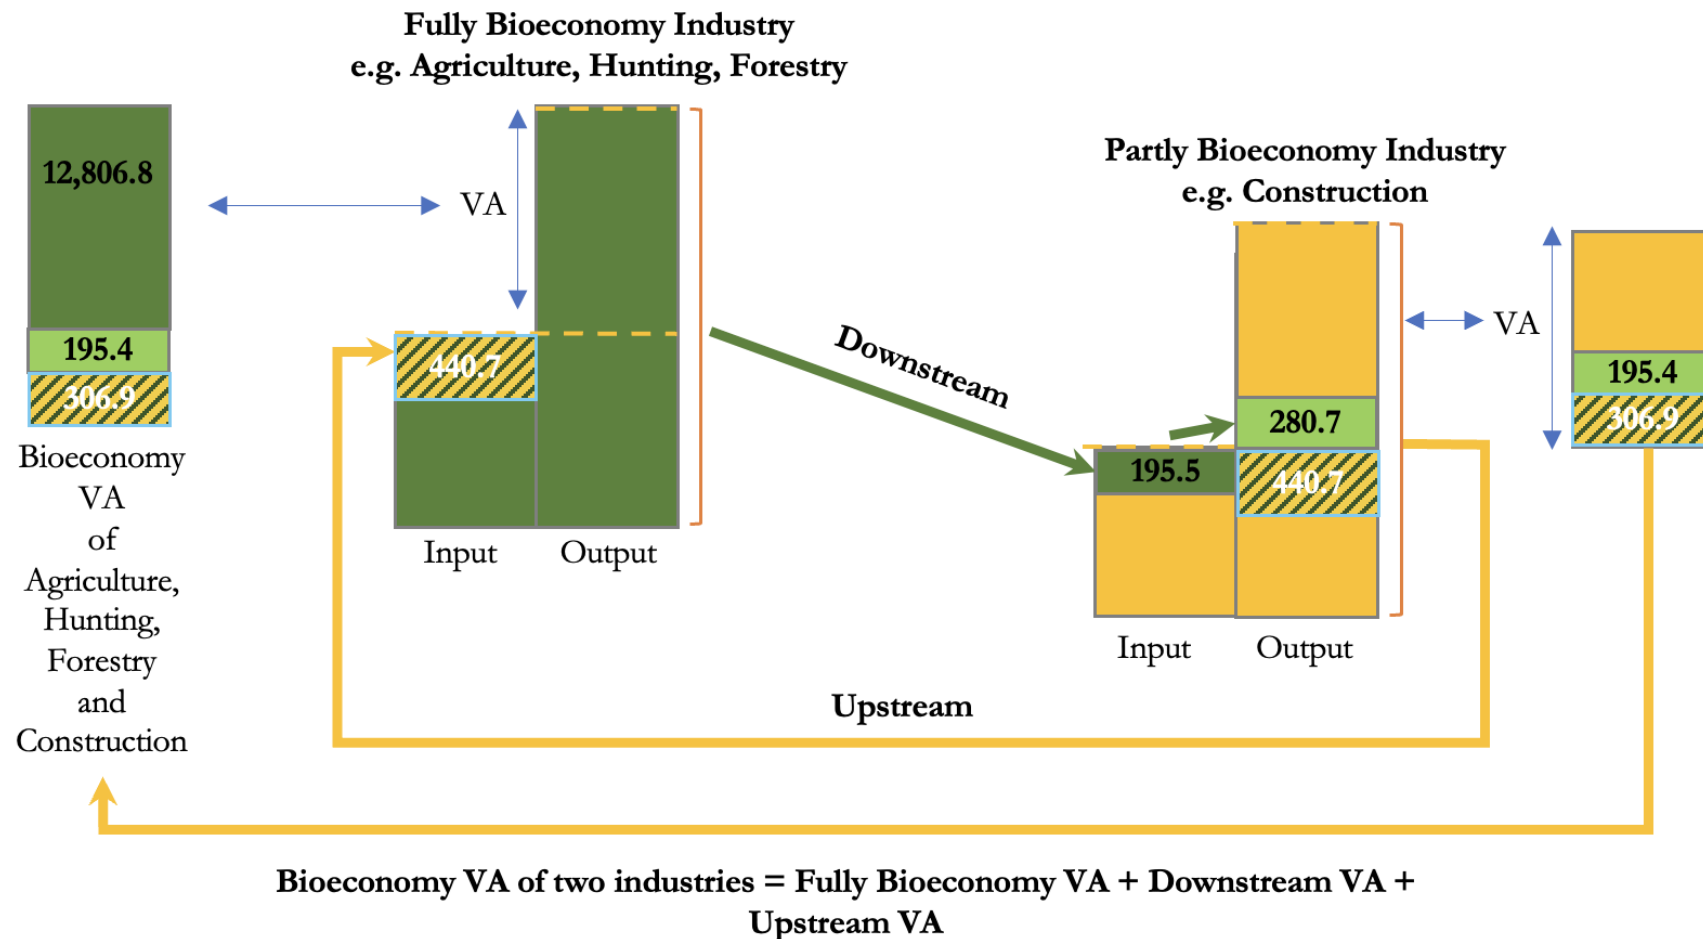 Fully Bioeconomy Industry
e.g. Agriculture, Hunting, Forestry
12,806.8
195.4
306.9
Bioeconomy
VA
of
Agriculture,
Hunting,
Forestry
and
Construction
VA
440.7
Input
Output
Downstream
Partly Bioeconomy Industry
e.g. Construction
280.7
195.5
440.7
Input
Output
VA
195.4
306.9
Upstream
Bioeconomy VA of two industries = Fully Bioeconomy VA + Downstream VA +
Upstream VA